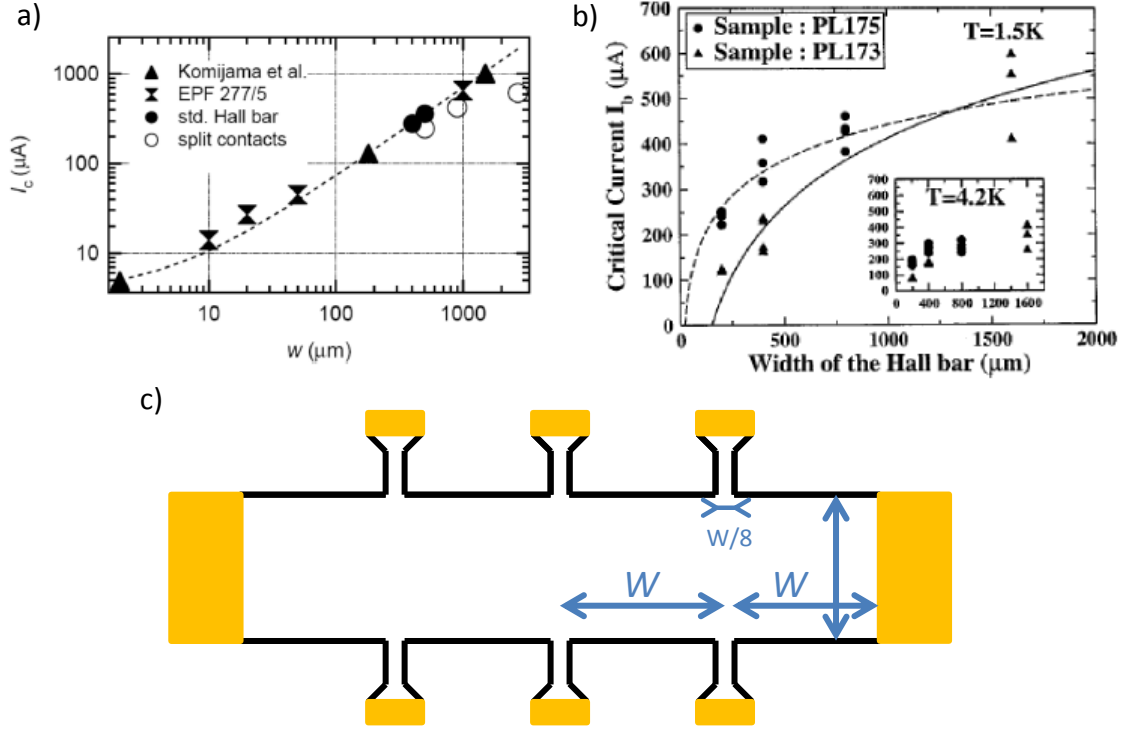 a)
1000
100
10
I_c (μA)
Komijama et al.
EPF 277/5
std. Hall bar
split contacts
10
100
1000
w (μm)
b)
700
600
500
400
300
200
100
0
Critical Current I_b (μA)
Sample : PL175
Sample : PL173
T=1.5K
T=4.2K
700
600
500
400
300
200
100
0
0 400 800 1200 1600
0 500 1000 1500 2000
Width of the Hall bar (μm)
c)
W/8
W
W